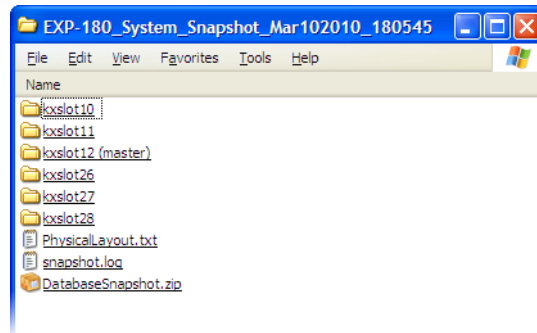 EXP-180_System_Snapshot_Mar102010_180545
File Edit View Favorites Tools Help
Name
kxslot10
kxslot11
kxslot12 (master)
kxslot26
kxslot27
kxslot28
PhysicalLayout.txt
snapshot.log
DatabaseSnapshot.zip